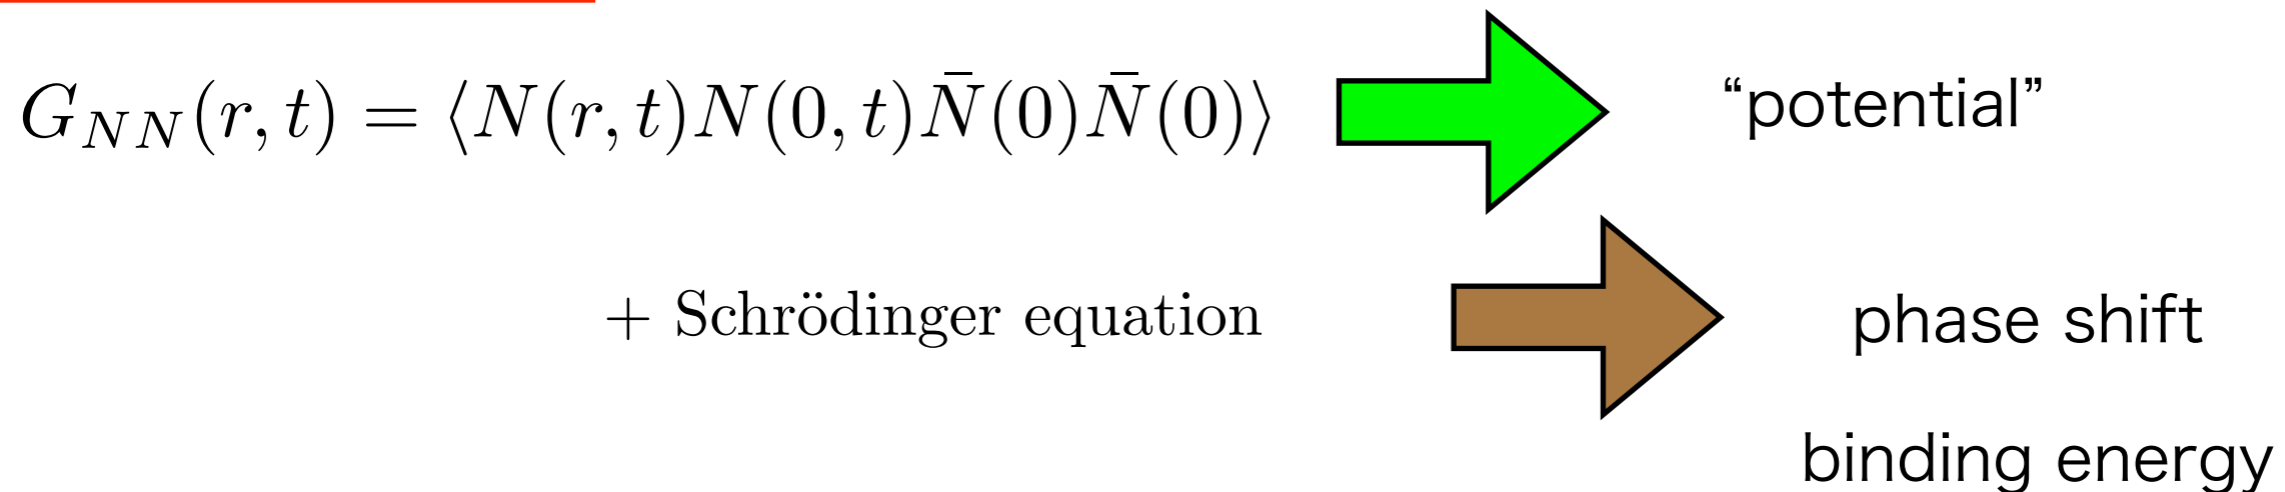 G_{NN}(r, t) = ⟨N(r, t)N(0, t)N̄(0)N̄(0)⟩ “potential”
+ Schrödinger equation phase shift
binding energy